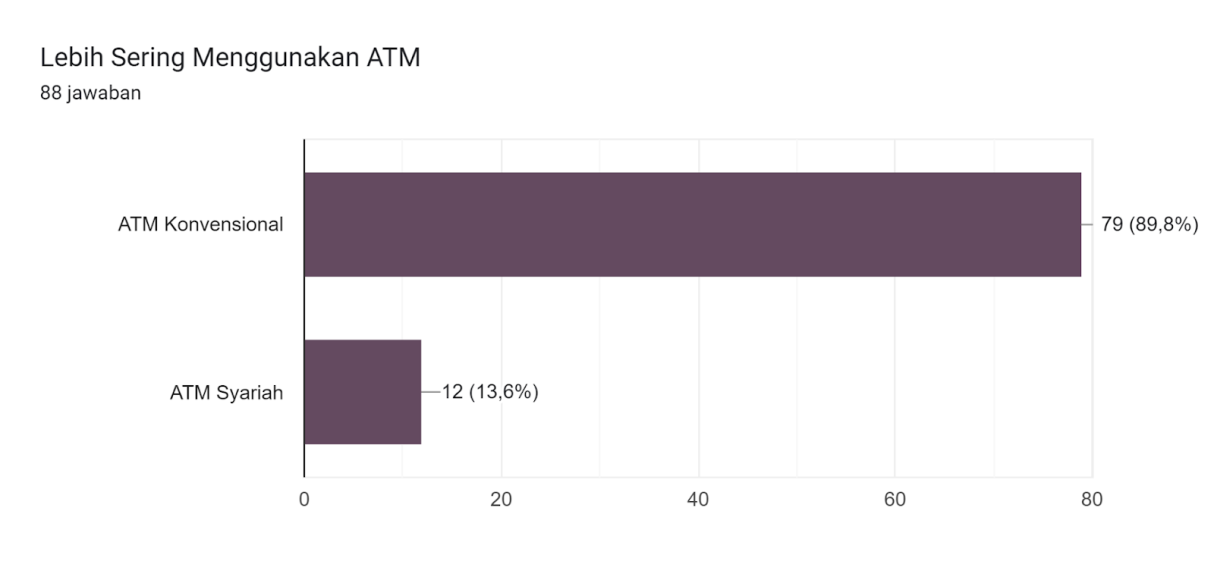 Lebih Sering Menggunakan ATM
88 jawaban
ATM Konvensional
79 (89,8%)
ATM Syariah
12 (13,6%)
0 20 40 60 80